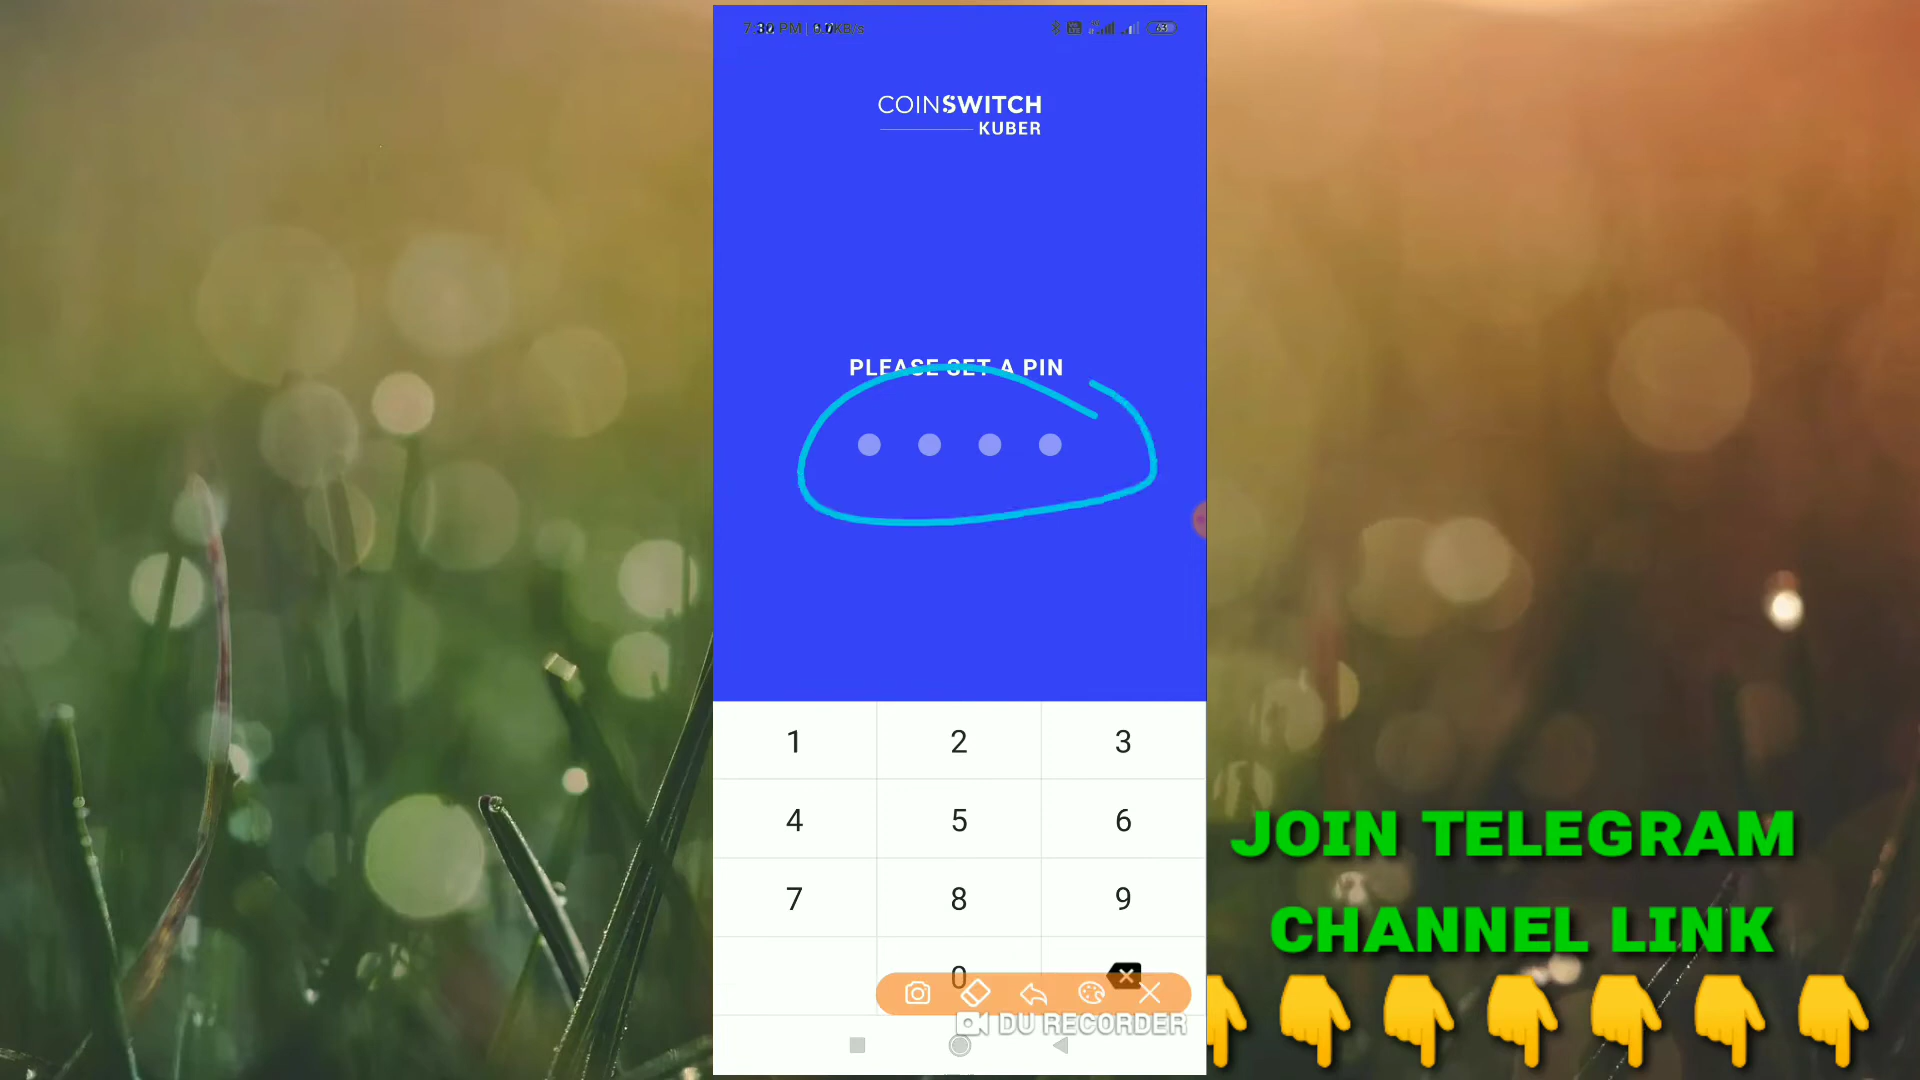 7:30 PM
63
COINSWITCH
KUBER
PLEASE SET A PIN
1 2 3
4 5 6
7 8 9
0
DU RECORDER
JOIN TELEGRAM
CHANNEL LINK